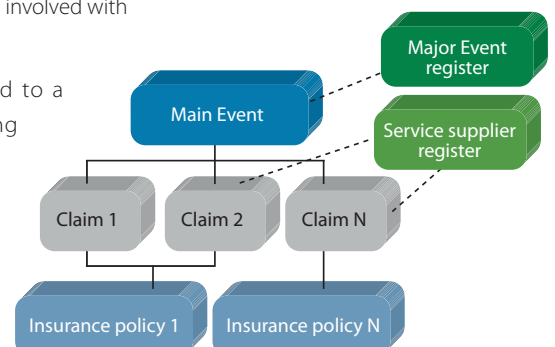 involved with
d to a
ng
Major Event
register
Main Event
Service supplier
register
Claim 1
Claim 2
Claim N
Insurance policy 1
Insurance policy N